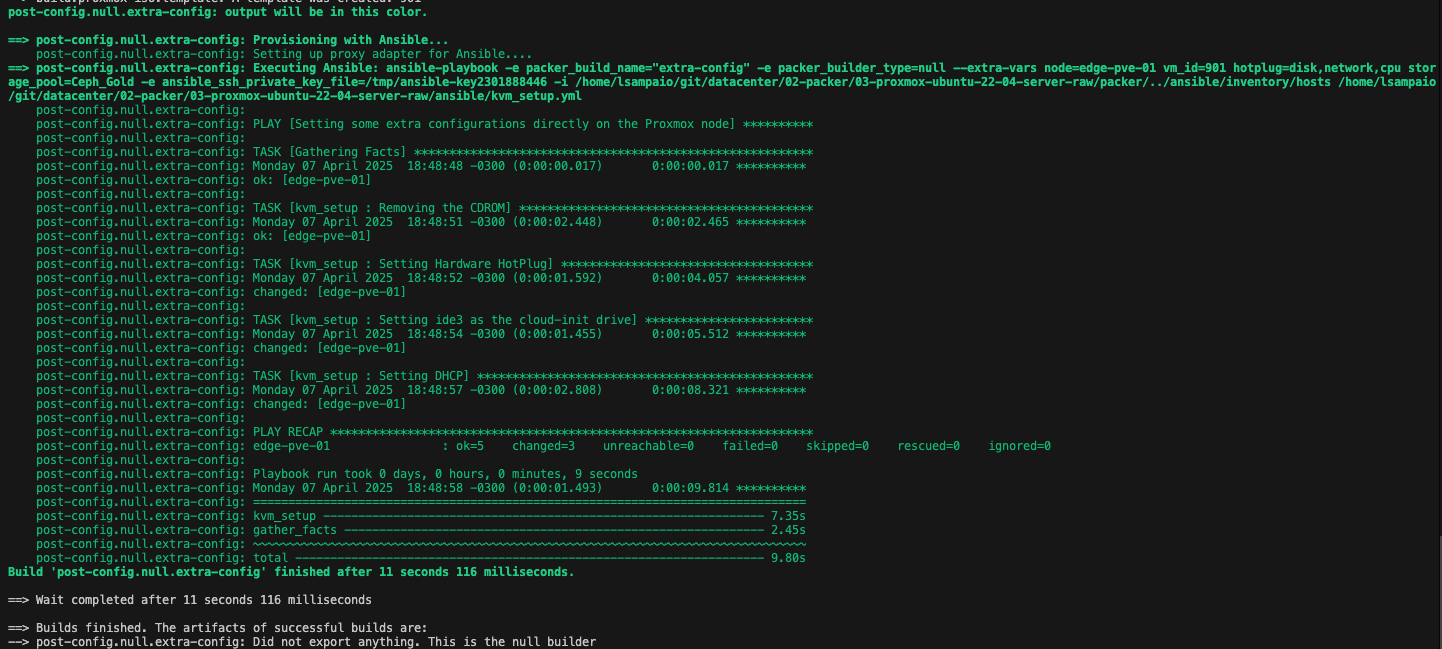 post-config.null.extra-config: output will be in this color.
==> post-config.null.extra-config: Provisioning with Ansible...
    post-config.null.extra-config: Setting up proxy adapter for Ansible....
==> post-config.null.extra-config: Executing Ansible: ansible-playbook -e packer_build_name="extra-config" -e packer_builder_type=null --extra-vars node=edge-pve-01 vm_id=901 hotplug=disk,network,cpu stor
age_pool=Ceph_Gold -e ansible_ssh_private_key_file=/tmp/ansible-key2301888446 -i /home/lsampaio/git/datacenter/02-packer/03-proxmox-ubuntu-22-04-server-raw/packer/../ansible/inventory/hosts /home/lsampaio
/git/datacenter/02-packer/03-proxmox-ubuntu-22-04-server-raw/ansible/kvm_setup.yml
    post-config.null.extra-config:
    post-config.null.extra-config: PLAY [Setting some extra configurations directly on the Proxmox node] **********
    post-config.null.extra-config:
    post-config.null.extra-config: TASK [Gathering Facts] *********************************************************
    post-config.null.extra-config: Monday 07 April 2025  18:48:48 -0300 (0:00:00.017)       0:00:00.017 **********
    post-config.null.extra-config: ok: [edge-pve-01]
    post-config.null.extra-config:
    post-config.null.extra-config: TASK [kvm_setup : Removing the CDROM] ******************************************
    post-config.null.extra-config: Monday 07 April 2025  18:48:51 -0300 (0:00:02.448)       0:00:02.465 **********
    post-config.null.extra-config: ok: [edge-pve-01]
    post-config.null.extra-config:
    post-config.null.extra-config: TASK [kvm_setup : Setting Hardware HotPlug] ************************************
    post-config.null.extra-config: Monday 07 April 2025  18:48:52 -0300 (0:00:01.592)       0:00:04.057 **********
    post-config.null.extra-config: changed: [edge-pve-01]
    post-config.null.extra-config:
    post-config.null.extra-config: TASK [kvm_setup : Setting ide3 as the cloud-init drive] ************************
    post-config.null.extra-config: Monday 07 April 2025  18:48:54 -0300 (0:00:01.455)       0:00:05.512 **********
    post-config.null.extra-config: changed: [edge-pve-01]
    post-config.null.extra-config:
    post-config.null.extra-config: TASK [kvm_setup : Setting DHCP] ************************************************
    post-config.null.extra-config: Monday 07 April 2025  18:48:57 -0300 (0:00:02.808)       0:00:08.321 **********
    post-config.null.extra-config: changed: [edge-pve-01]
    post-config.null.extra-config:
    post-config.null.extra-config: PLAY RECAP *********************************************************************
    post-config.null.extra-config: edge-pve-01                : ok=5    changed=3    unreachable=0    failed=0    skipped=0    rescued=0    ignored=0
    post-config.null.extra-config:
    post-config.null.extra-config: Playbook run took 0 days, 0 hours, 0 minutes, 9 seconds
    post-config.null.extra-config: Monday 07 April 2025  18:48:58 -0300 (0:00:01.493)       0:00:09.814 **********
    post-config.null.extra-config: ===============================================================================
    post-config.null.extra-config: kvm_setup --------------------------------------------------------------- 7.35s
    post-config.null.extra-config: gather_facts ------------------------------------------------------------ 2.45s
    post-config.null.extra-config: ~~~~~~~~~~~~~~~~~~~~~~~~~~~~~~~~~~~~~~~~~~~~~~~~~~~~~~~~~~~~~~~~~~~~~~~~~~~~~~~
    post-config.null.extra-config: total ------------------------------------------------------------------- 9.80s
Build 'post-config.null.extra-config' finished after 11 seconds 116 milliseconds.
==> Wait completed after 11 seconds 116 milliseconds
==> Builds finished. The artifacts of successful builds are:
--> post-config.null.extra-config: Did not export anything. This is the null builder